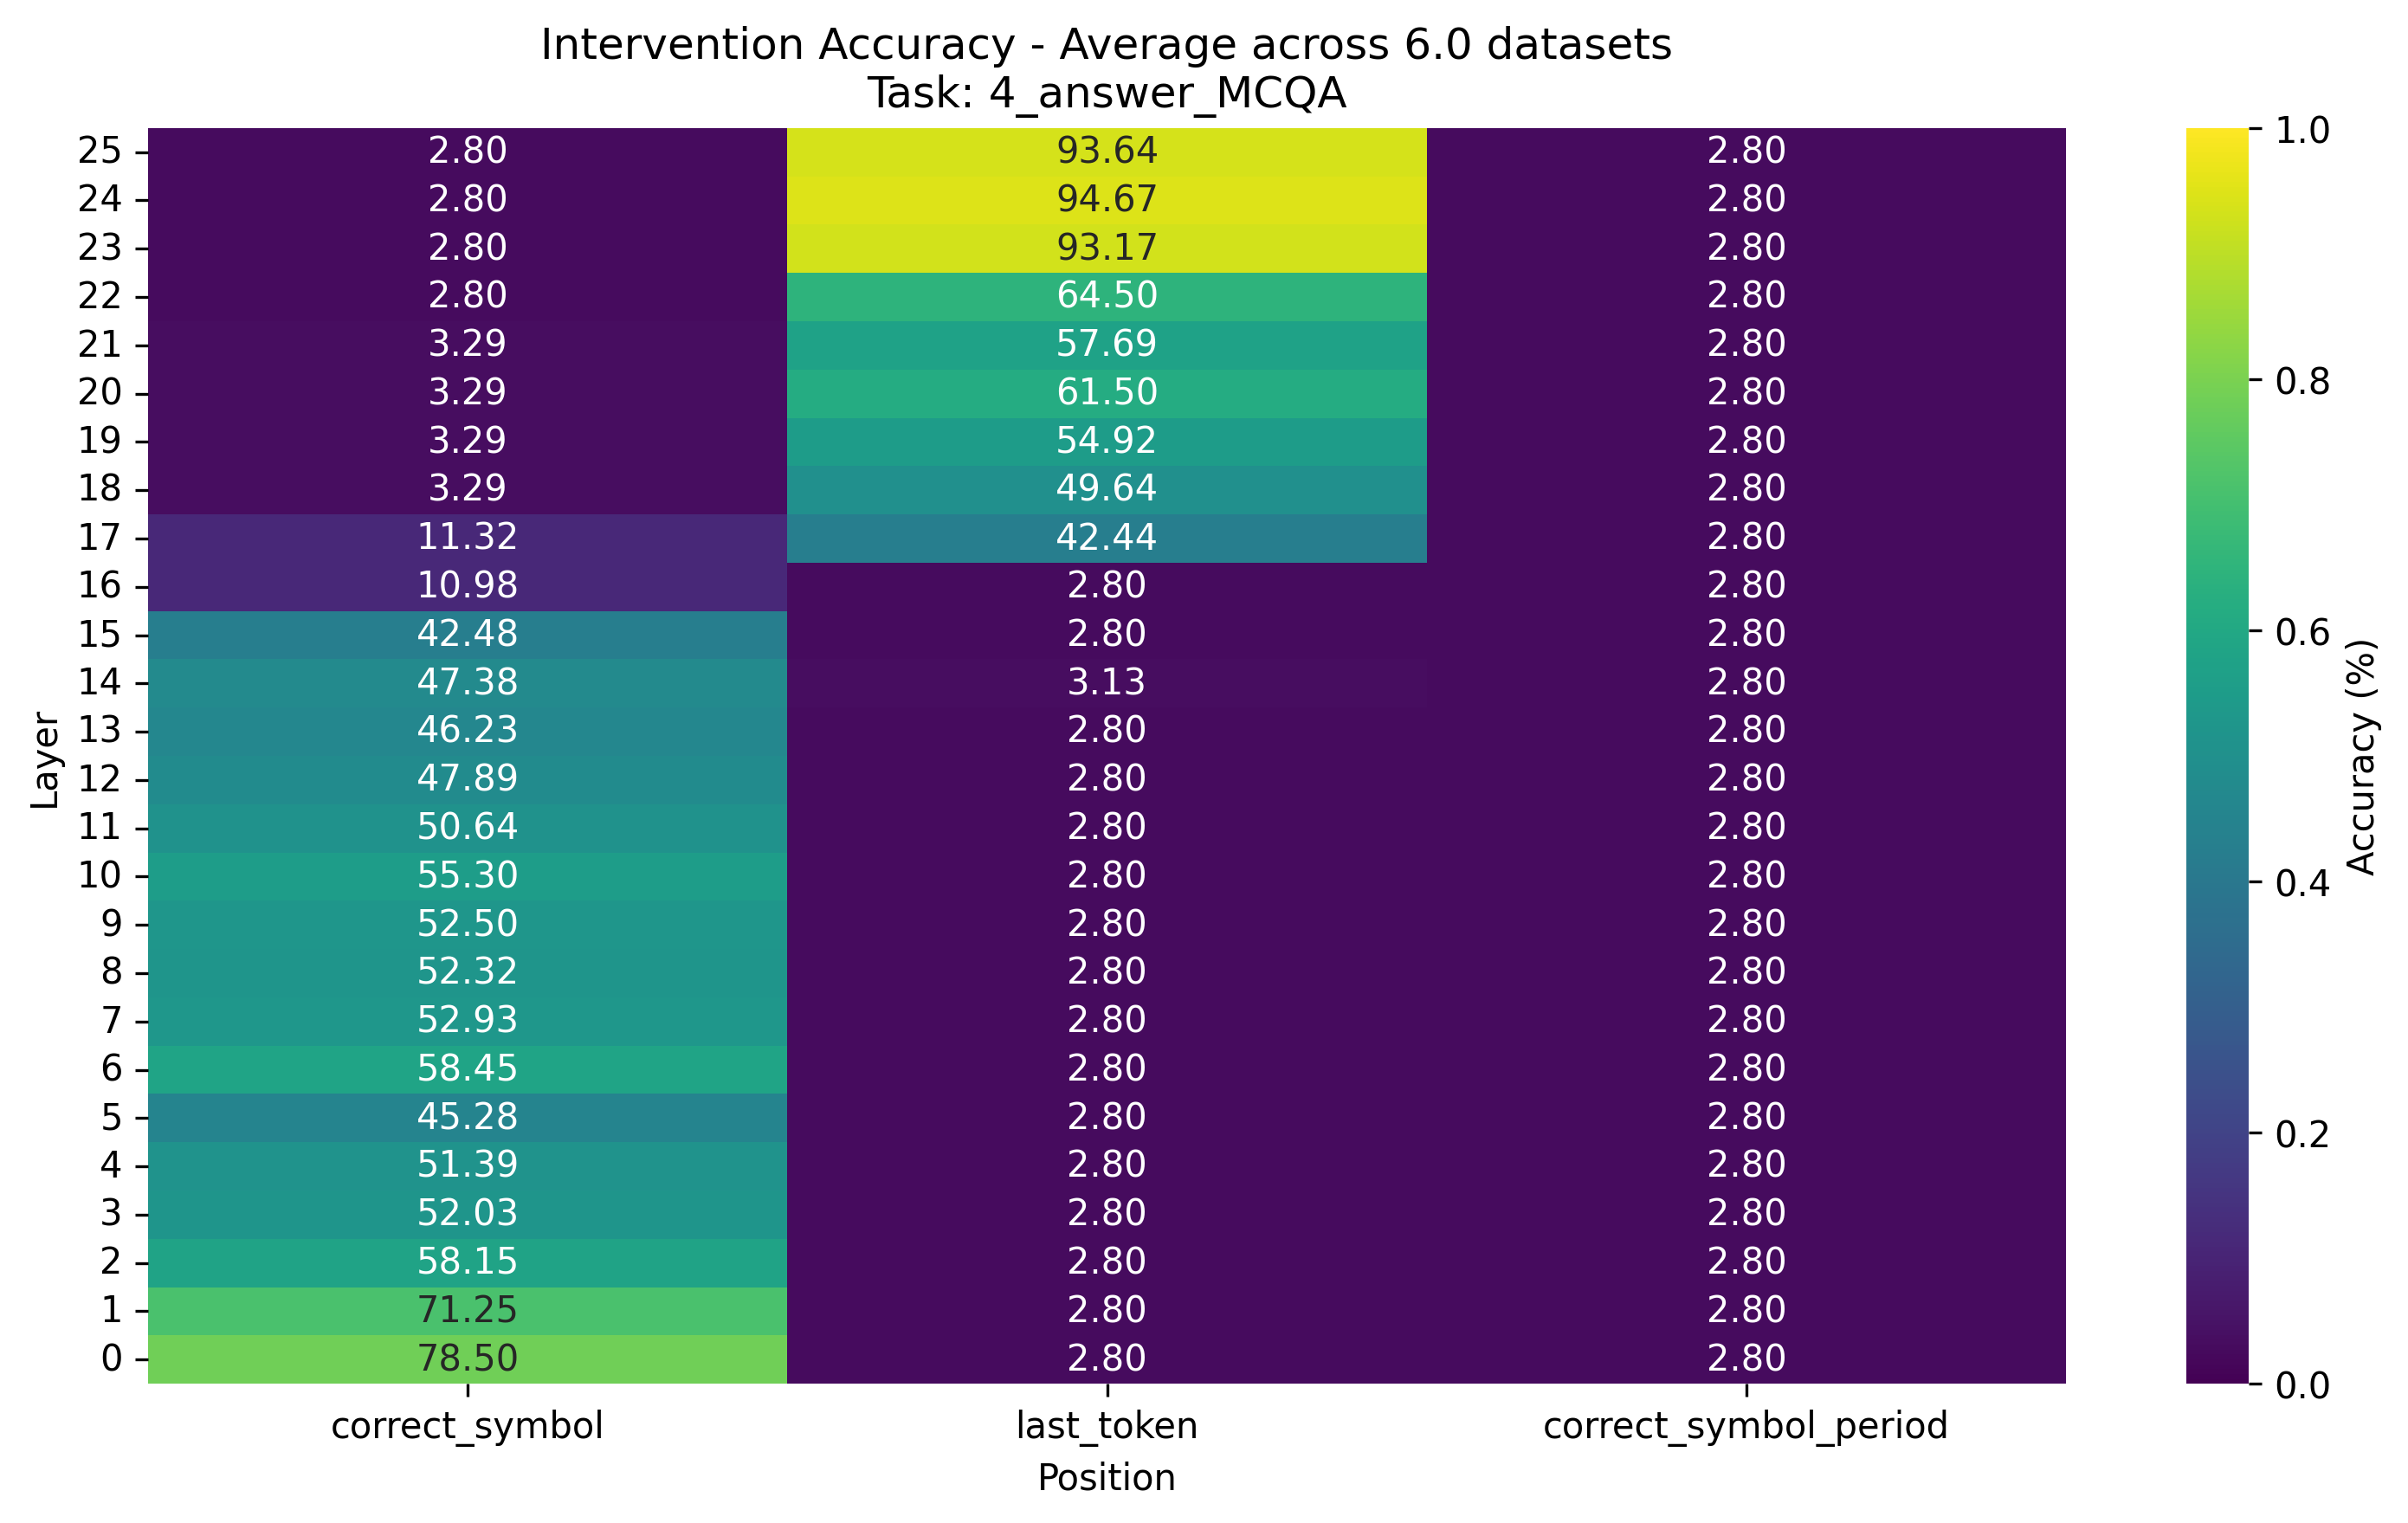 Intervention Accuracy - Average across 6.0 datasets
Task: 4_answer_MCQA
25 2.80 93.64 2.80
24 2.80 94.67 2.80
23 2.80 93.17 2.80
22 2.80 64.50 2.80
21 3.29 57.69 2.80
20 3.29 61.50 2.80
19 3.29 54.92 2.80
18 3.29 49.64 2.80
17 11.32 42.44 2.80
16 10.98 2.80 2.80
15 42.48 2.80 2.80
14 47.38 3.13 2.80
13 46.23 2.80 2.80
12 47.89 2.80 2.80
11 50.64 2.80 2.80
10 55.30 2.80 2.80
9 52.50 2.80 2.80
8 52.32 2.80 2.80
7 52.93 2.80 2.80
6 58.45 2.80 2.80
5 45.28 2.80 2.80
4 51.39 2.80 2.80
3 52.03 2.80 2.80
2 58.15 2.80 2.80
1 71.25 2.80 2.80
0 78.50 2.80 2.80
Layer
correct_symbol last_token correct_symbol_period
Position
1.0
0.8
0.6
0.4
0.2
0.0
Accuracy (%)